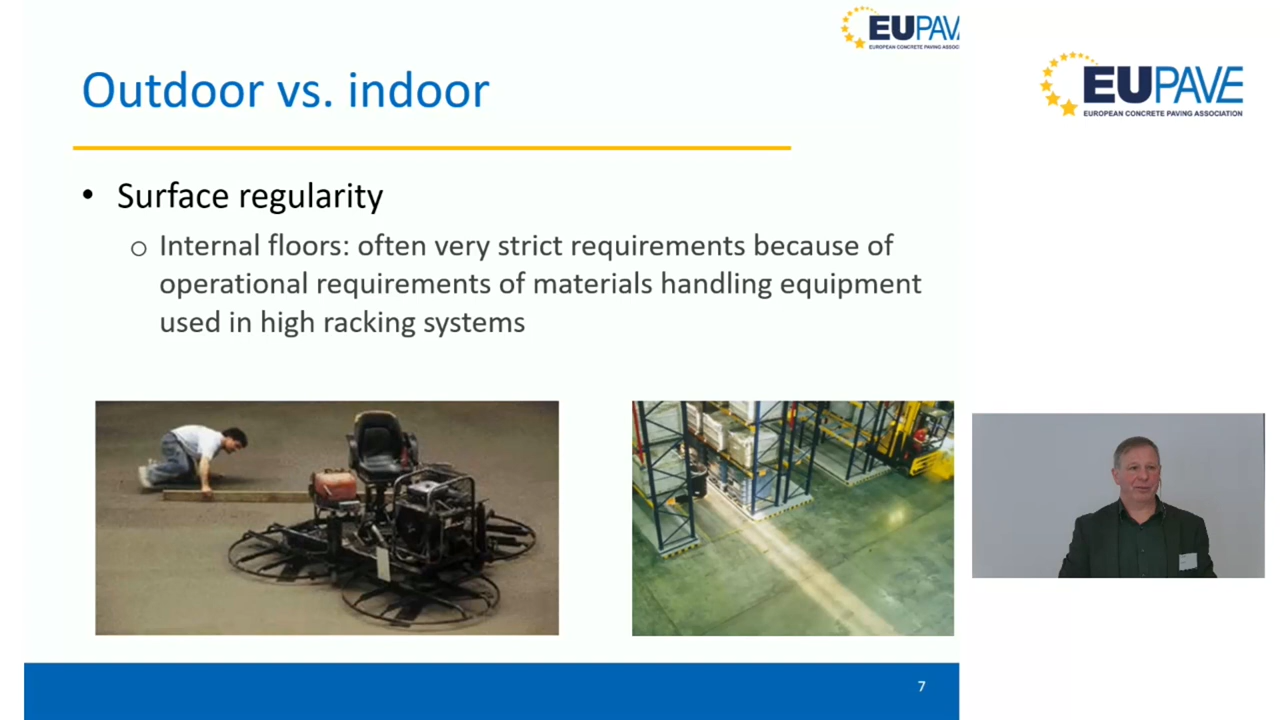 EUPAV
EUROPEAN CONCRETE PAVING ASSOC
Outdoor vs. indoor
• Surface regularity
o Internal floors: often very strict requirements because of
operational requirements of materials handling equipment
used in high racking systems
7
EUPAVE
EUROPEAN CONCRETE PAVING ASSOCIATION